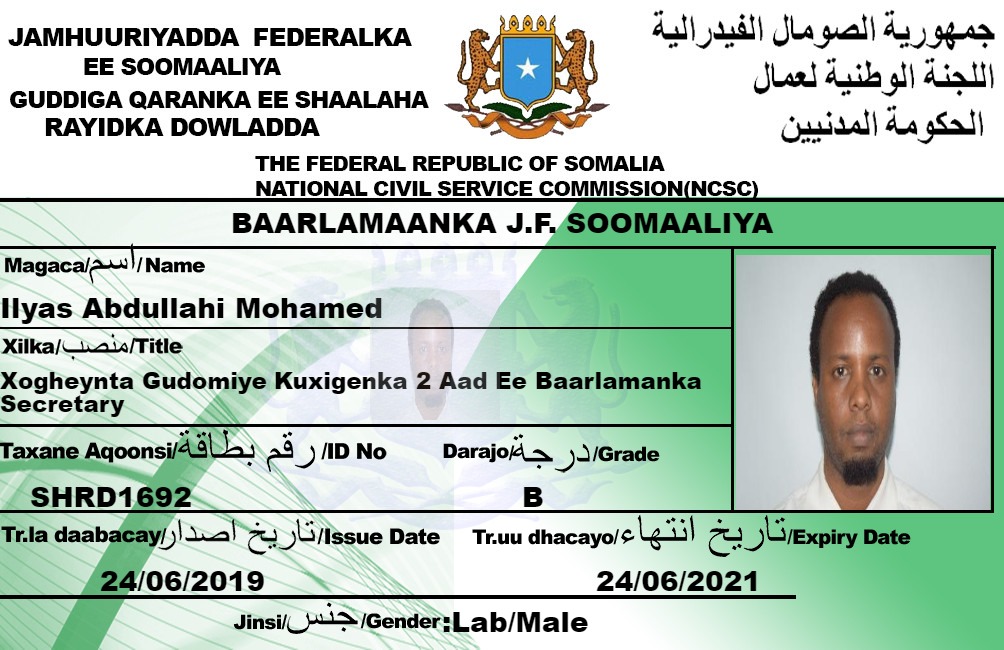 JAMHUURIYADDA FEDERALKA
EE SOOMAALIYA
GUDDIGA QARANKA EE SHAALAHA
RAYIDKA DOWLADDA
جمهورية الصومال الفيدرالية
اللجنة الوطنية لعمال
الحكومة المدنيين
THE FEDERAL REPUBLIC OF SOMALIA
NATIONAL CIVIL SERVICE COMMISSION(NCSC)
BAARLAMAANKA J.F. SOOMAALIYA
Magaca/اسم/Name
Ilyas Abdullahi Mohamed
Xilka/منصب/Title
Xogheynta Gudomiye Kuxigenka 2 Aad Ee Baarlamanka
Secretary
Taxane Aqoonsi/رقم بطاقة/ID No Darajo/درجة/Grade
SHRD1692 B
Tr.la daabacay/تاريخ اصدار/Issue Date Tr.uu dhacayo/تاريخ انتهاء/Expiry Date
24/06/2019 24/06/2021
Jinsi/جنس/Gender:Lab/Male